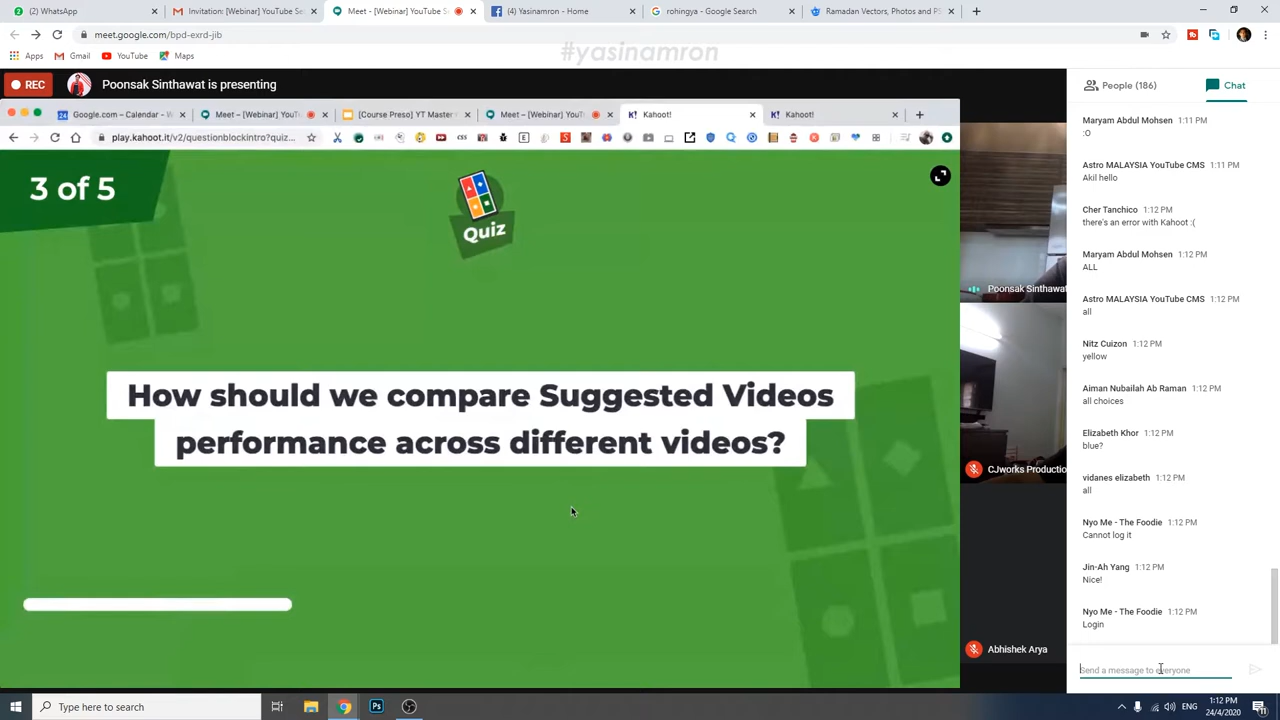 (2) WhatsApp
Invitation: [Webinar] YouTube S
Meet - [Webinar] YouTube Se
(4) Yasinamron - Home
rohingya - Google Search
Ramadan Vectors, Photos and PS
meet.google.com/bpd-exrd-jib
Apps
Gmail
YouTube
Maps
#yasinamron
REC
Poonsak Sinthawat is presenting
Google.com - Calendar - W
Meet – [Webinar] YouTube S
[Course Preso] YT Master
Meet – [Webinar] YouTube S
Kahoot!
Kahoot!
play.kahoot.it/v2/questionblockintro?quiz...
3 of 5
Quiz
How should we compare Suggested Videos
performance across different videos?
Poonsak Sinthawat
CJworks Productio
Abhishek Arya
People (186)
Chat
Maryam Abdul Mohsen 1:11 PM
:O
Astro MALAYSIA YouTube CMS 1:11 PM
Akil hello
Cher Tanchico 1:12 PM
there's an error with Kahoot :(
Maryam Abdul Mohsen 1:12 PM
ALL
Astro MALAYSIA YouTube CMS 1:12 PM
all
Nitz Cuizon 1:12 PM
yellow
Aiman Nubailah Ab Raman 1:12 PM
all choices
Elizabeth Khor 1:12 PM
blue?
vidanes elizabeth 1:12 PM
all
Nyo Me - The Foodie 1:12 PM
Cannot log it
Jin-Ah Yang 1:12 PM
Nice!
Nyo Me - The Foodie 1:12 PM
Login
Send a message to everyone
Type here to search
ENG
1:12 PM
24/4/2020